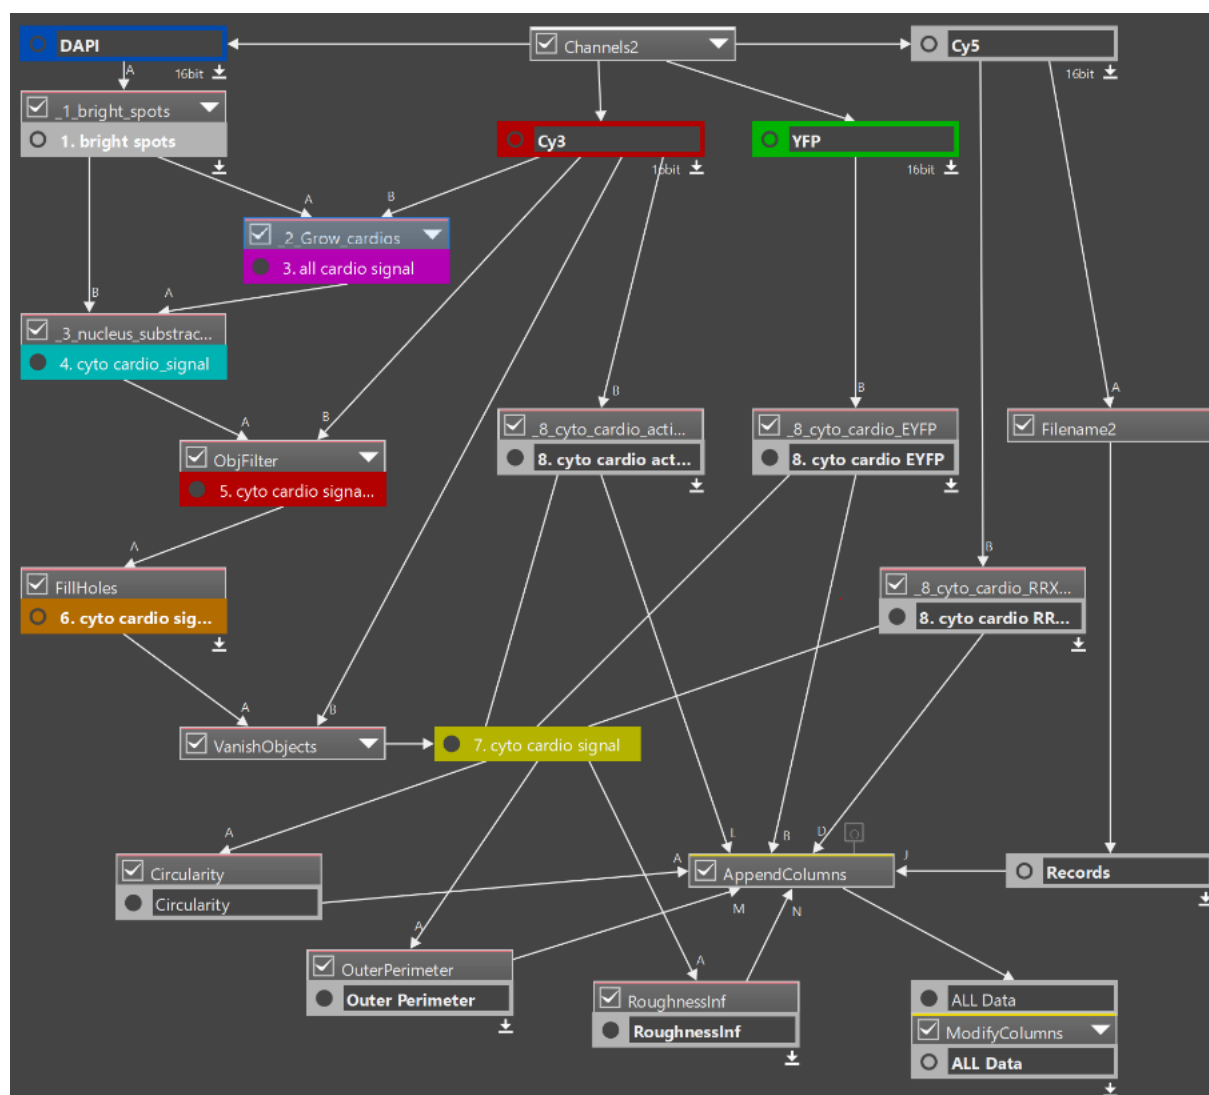 DAPI
Channels2
Cy5
A
16bit
16bit
_1_bright_spots
1. bright spots
Cy3
YFP
16bit
16bit
A
B
_2_Grow_cardios
3. all cardio signal
B
A
_3_nucleus_substrac...
4. cyto cardio_signal
A
B
B
B
A
_8_cyto_cardio_acti...
_8_cyto_cardio_EYFP
Filename2
ObjFilter
8. cyto cardio act...
8. cyto cardio EYFP
5. cyto cardio signa...
A
B
FillHoles
_8_cyto_cardio_RRX...
6. cyto cardio sig...
8. cyto cardio RR...
A
B
VanishObjects
7. cyto cardio signal
A
L
B
D
A
J
Circularity
AppendColumns
Records
Circularity
M
N
A
A
OuterPerimeter
Outer Perimeter
RoughnessInf
RoughnessInf
ALL Data
ModifyColumns
ALL Data